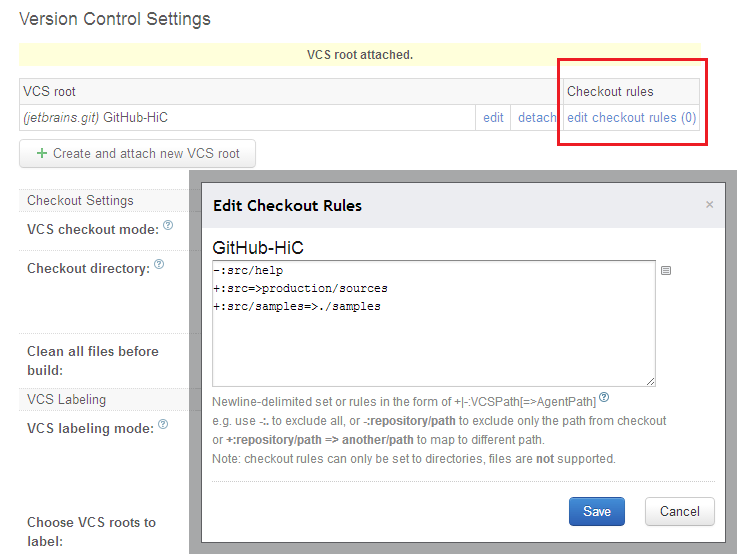 Version Control Settings
VCS root attached.
VCS root Checkout rules
(jetbrains.git) GitHub-HiC edit detach edit checkout rules (0)
+ Create and attach new VCS root
Checkout Settings
VCS checkout mode: ?
Checkout directory: ?
Clean all files before
build:
VCS Labeling
VCS labeling mode: ?
Choose VCS roots to
label:
Edit Checkout Rules ×
GitHub-HiC
-:src/help
+:src=>production/sources
+:src/samples=>./samples
Newline-delimited set or rules in the form of +|-:VCSPath[=>AgentPath] ?
e.g. use -:. to exclude all, or -:repository/path to exclude only the path from checkout
or +:repository/path => another/path to map to different path.
Note: checkout rules can only be set to directories, files are not supported.
Save Cancel